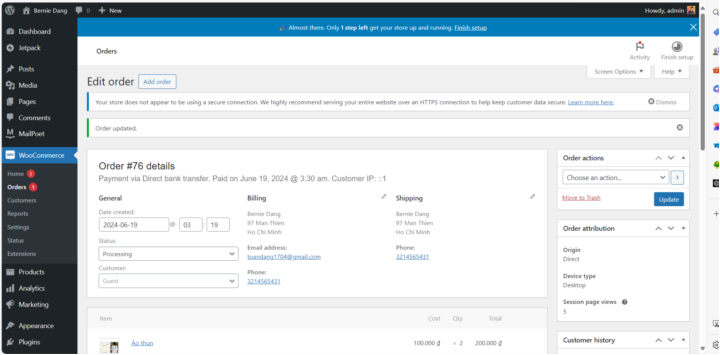 Bernie Dang 0 + New Howdy, admin
Almost there. Only 1 step left get your store up and running. Finish setup
Dashboard
Jetpack
Posts
Media
Pages
Comments
MailPoet
WooCommerce
Home 3
Orders 1
Customers
Reports
Settings
Status
Extensions
Products
Analytics
Marketing
Appearance
Plugins
Orders
Activity
Finish setup
Screen Options ▼
Help ▼
Edit order
Add order
Your store does not appear to be using a secure connection. We highly recommend serving your entire website over an HTTPS connection to help keep customer data secure. Learn more here.
Dismiss
Order updated.
Order #76 details
Payment via Direct bank transfer. Paid on June 19, 2024 @ 3:30 am. Customer IP: ::1
General
Date created:
2024-06-19 @ 03 : 19
Status:
Processing
Customer:
Guest
Billing
Bernie Dang
97 Man Thien
Ho Chi Minh
Email address:
toandang1704@gmail.com
Phone:
3214565431
Shipping
Bernie Dang
97 Man Thien
Ho Chi Minh
Phone:
3214565431
Item Cost Qty Total
Áo thun 100.000 ₫ × 2 200.000 ₫
Order actions
Choose an action...
Move to Trash
Update
Order attribution
Origin
Direct
Device type
Desktop
Session page views
5
Customer history